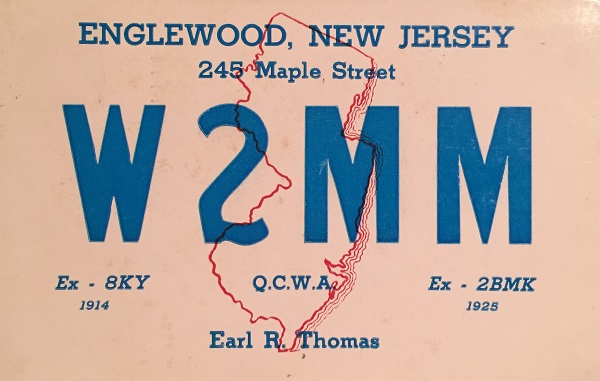 ENGLEWOOD, NEW JERSEY
245 Maple Street
W2MM
Ex - 8KY Q.C.W.A. Ex - 2BMK
1914 1925
Earl R. Thomas